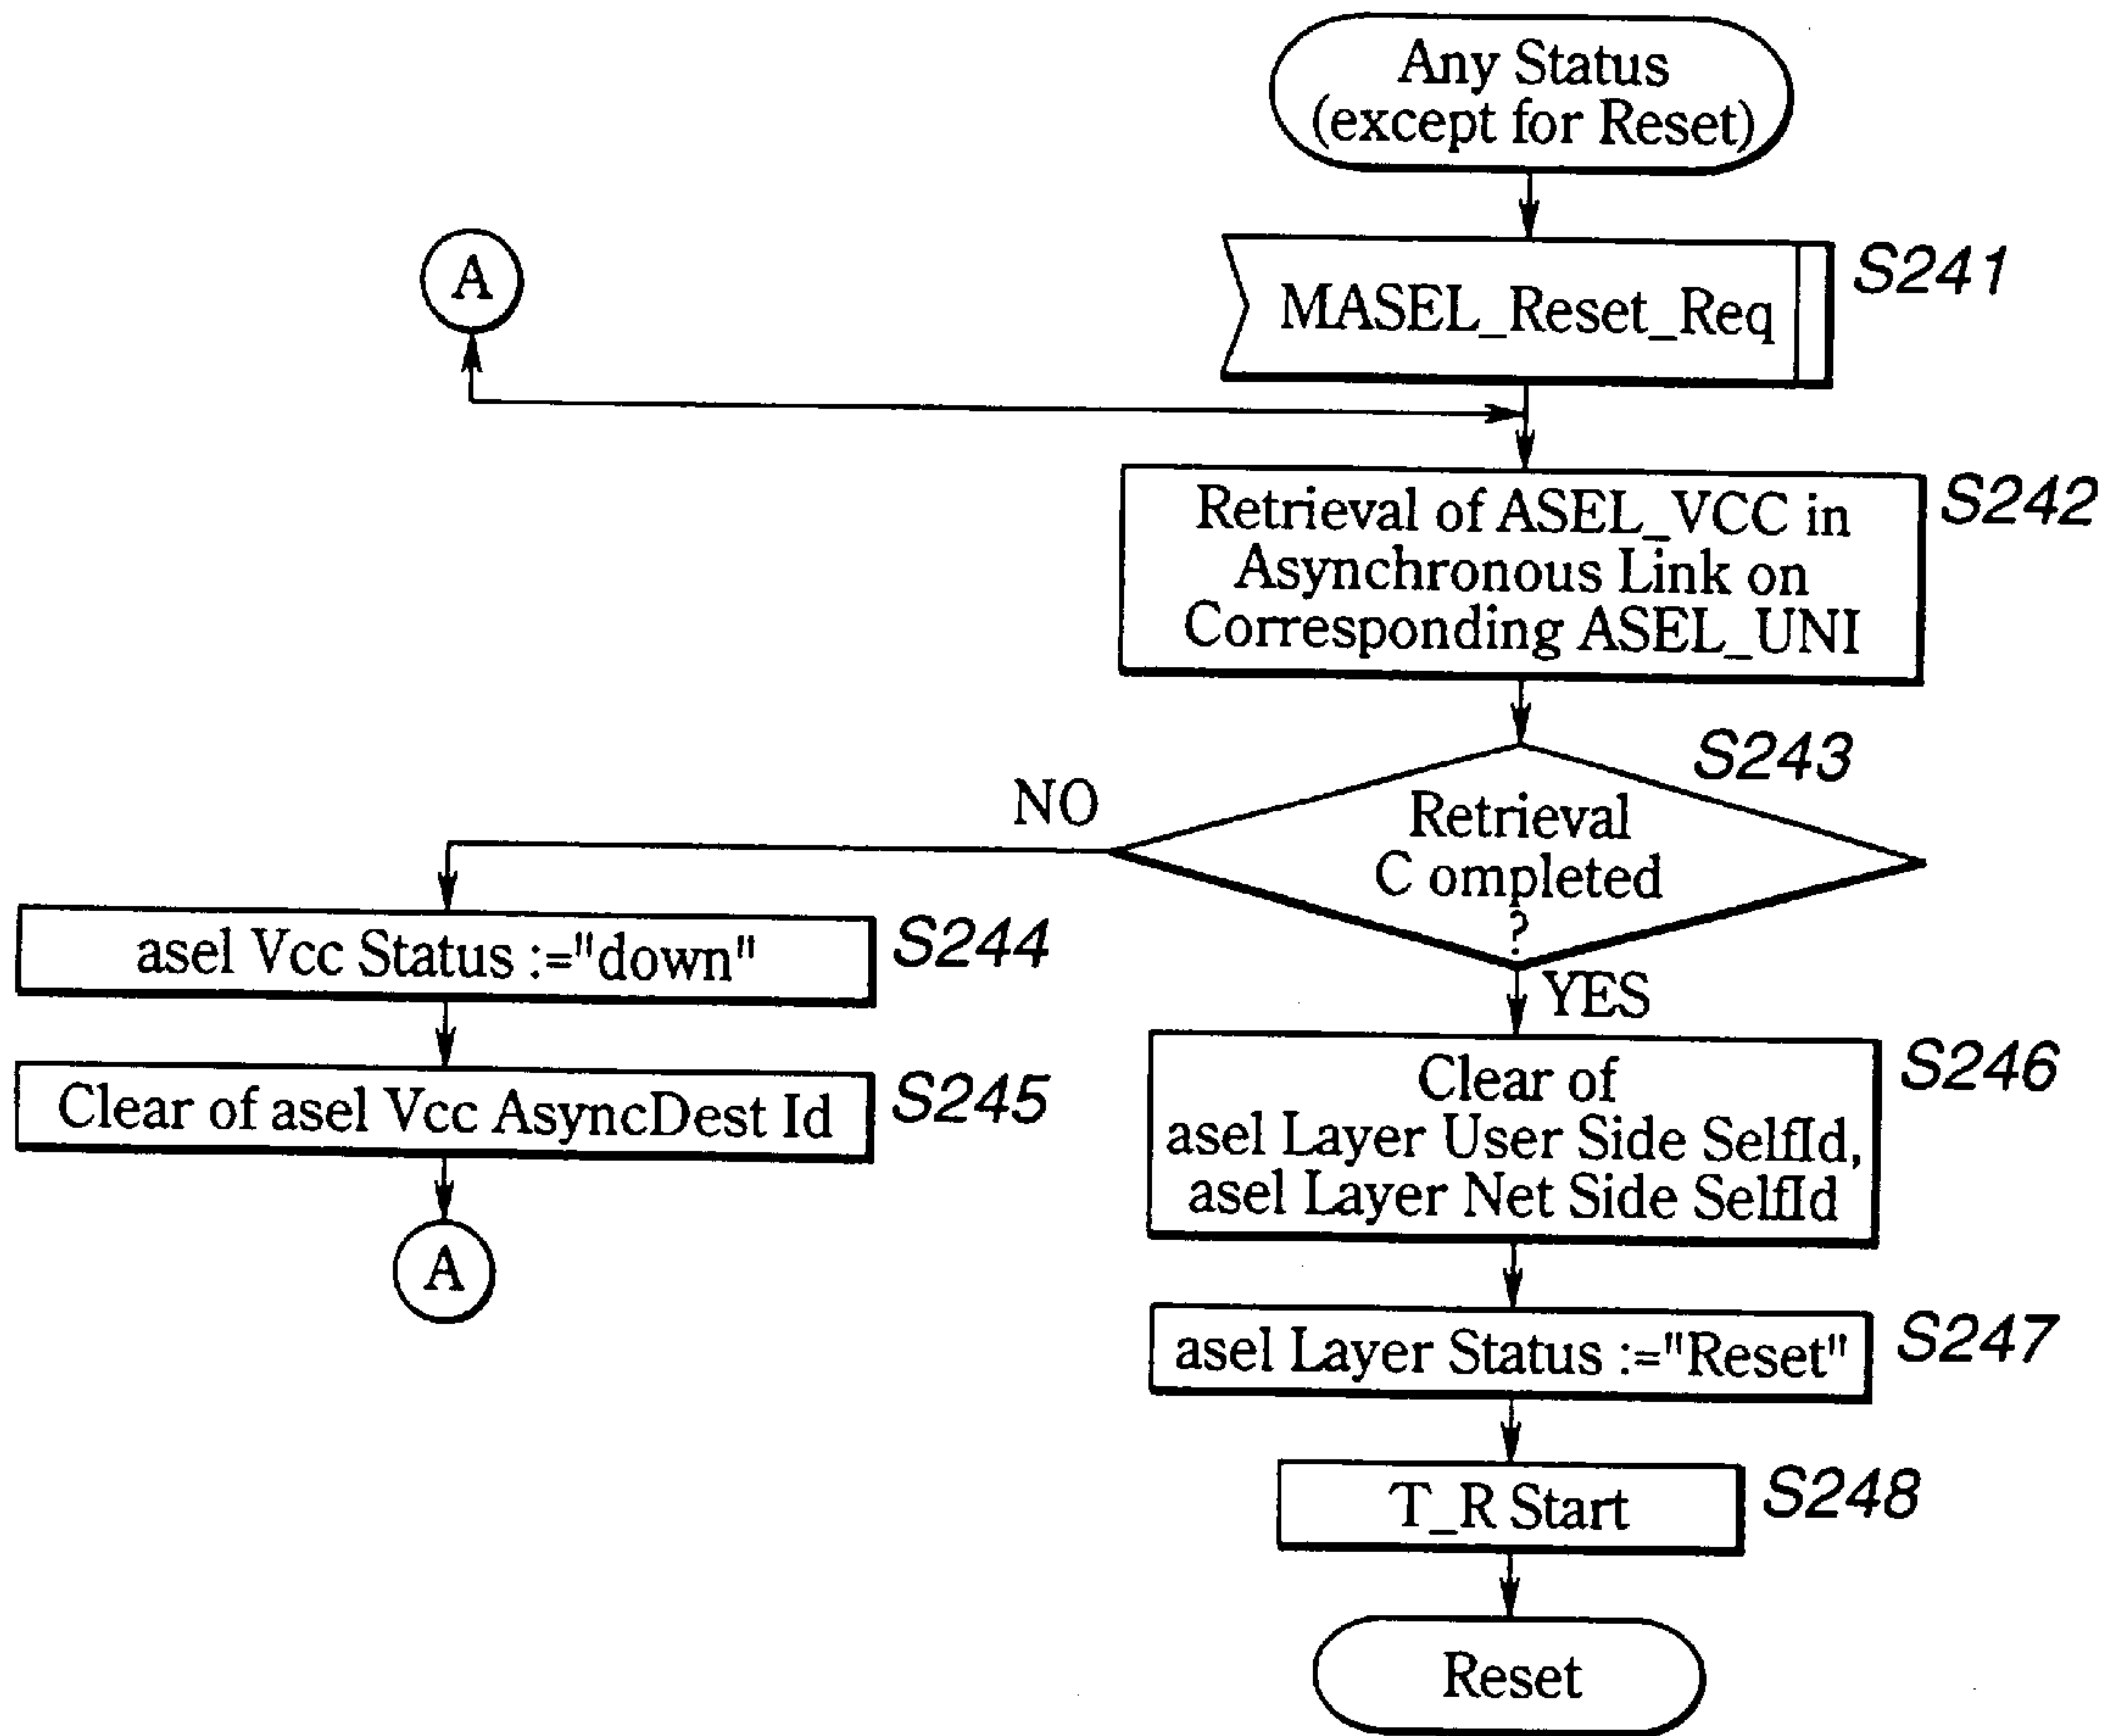 Any Status
(except for Reset)
A
MASEL_Reset_Req
S241
Retrieval of ASEL_VCC in
Asynchronous Link on
Corresponding ASEL_UNI
S242
S243
NO
Retrieval
C ompleted
?
YES
asel Vcc Status :="down"
S244
Clear of asel Vcc AsyncDest Id
S245
A
Clear of
asel Layer User Side SelfId,
asel Layer Net Side SelfId
S246
asel Layer Status :="Reset"
S247
T_R Start
S248
Reset